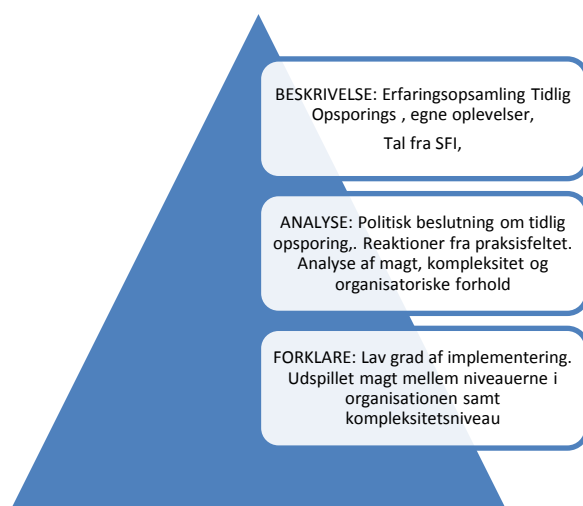 BESKRIVELSE: Erfaringsopsamling Tidlig
Opsporings , egne oplevelser,
Tal fra SFI,
ANALYSE: Politisk beslutning om tidlig
opsporing,. Reaktioner fra praksisfeltet.
Analyse af magt, kompleksitet og
organisatoriske forhold
FORKLARE: Lav grad af implementering.
Udspillet magt mellem niveauerne i
organisationen samt
kompleksitetsniveau